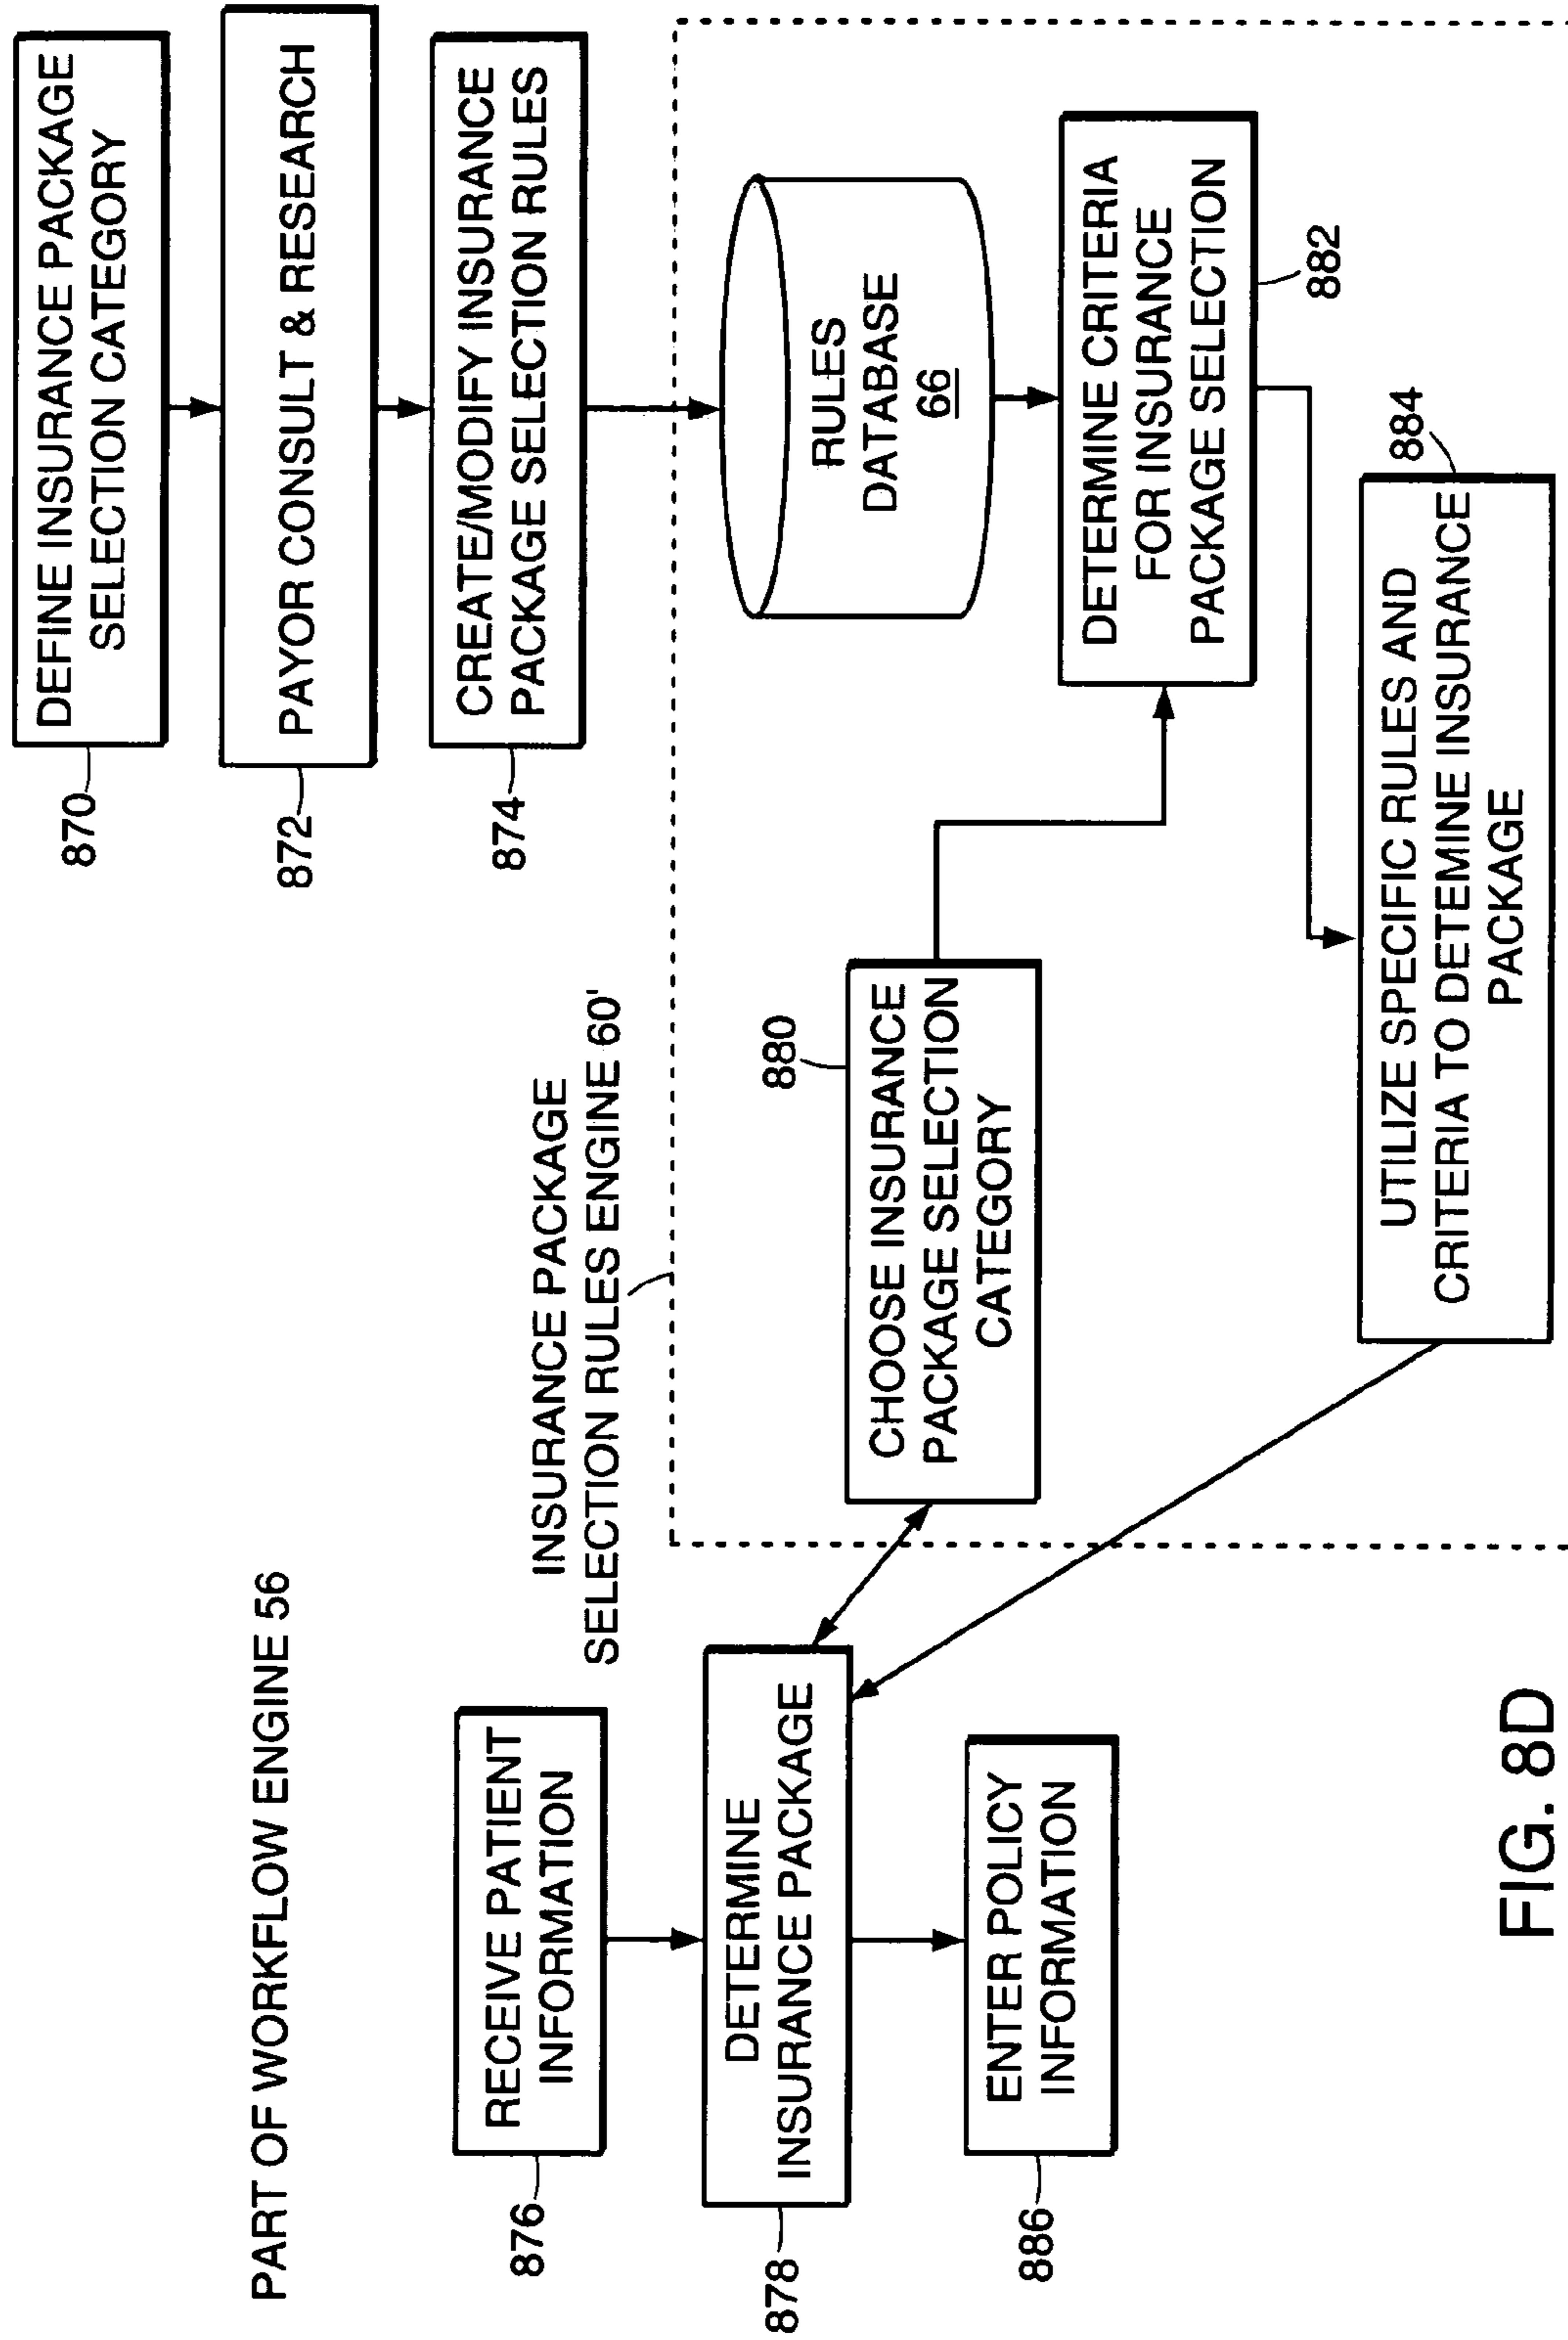 PART OF WORKFLOW ENGINE 56
876
RECEIVE PATIENT
INFORMATION
878
DETERMINE
INSURANCE PACKAGE
886
ENTER POLICY
INFORMATION
INSURANCE PACKAGE
SELECTION RULES ENGINE 60'
870
DEFINE INSURANCE PACKAGE
SELECTION CATEGORY
872
PAYOR CONSULT & RESEARCH
874
CREATE/MODIFY INSURANCE
PACKAGE SELECTION RULES
RULES
DATABASE
66
880
CHOOSE INSURANCE
PACKAGE SELECTION
CATEGORY
DETERMINE CRITERIA
FOR INSURANCE
PACKAGE SELECTION
882
884
UTILIZE SPECIFIC RULES AND
CRITERIA TO DETEMINE INSURANCE
PACKAGE
FIG. 8D